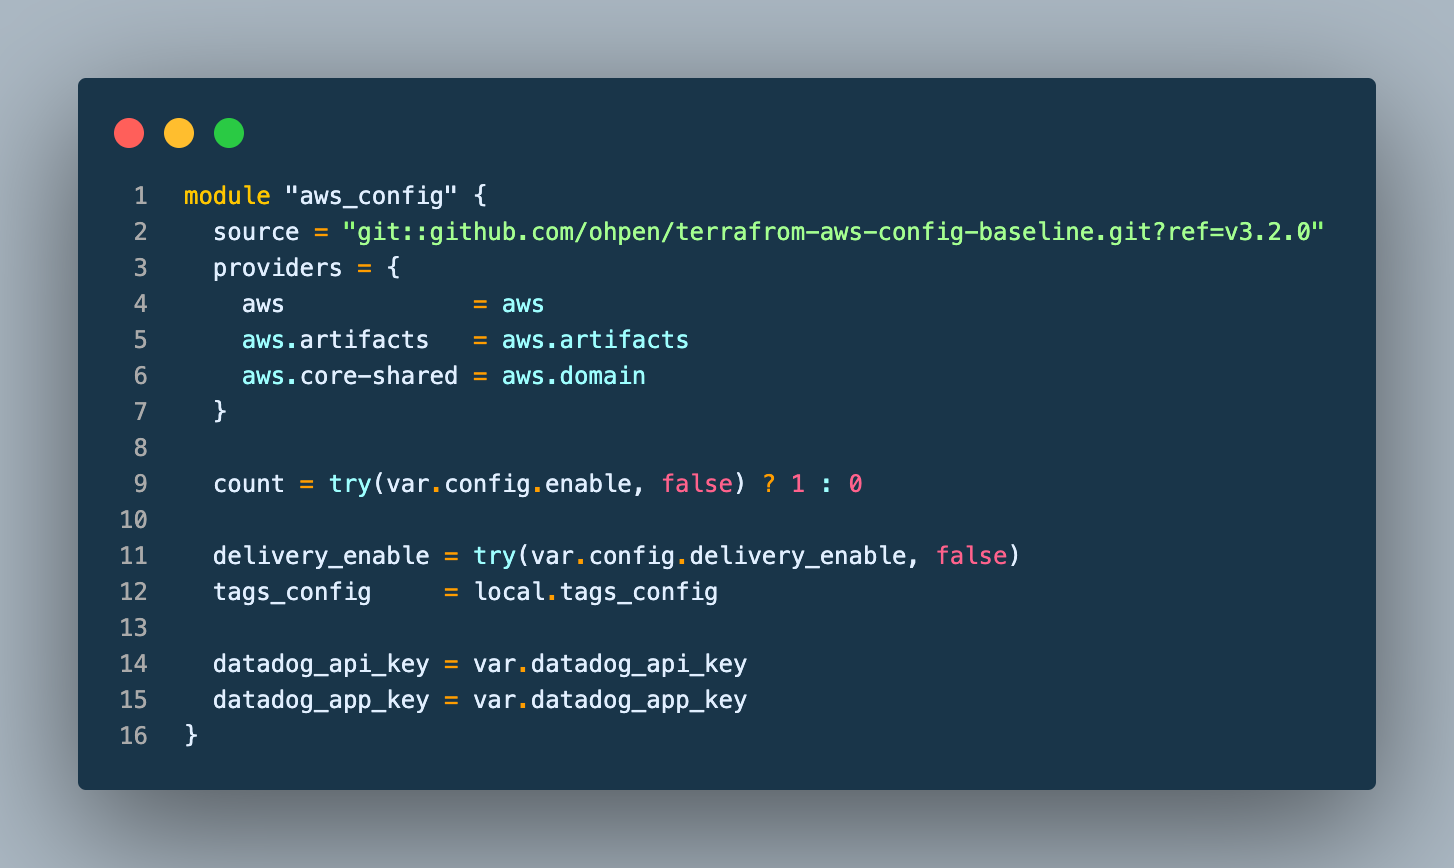 1 module "aws_config" {
2   source = "git::github.com/ohpen/terrafrom-aws-config-baseline.git?ref=v3.2.0"
3   providers = {
4     aws             = aws
5     aws.artifacts   = aws.artifacts
6     aws.core-shared = aws.domain
7   }
8
9   count = try(var.config.enable, false) ? 1 : 0
10
11   delivery_enable = try(var.config.delivery_enable, false)
12   tags_config     = local.tags_config
13
14   datadog_api_key = var.datadog_api_key
15   datadog_app_key = var.datadog_app_key
16 }